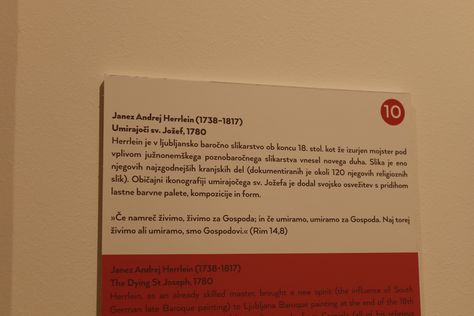 10
Janez Andrej Herrlein (1738–1817)
Umirajoči sv. Jožef, 1780
Herrlein je v ljubljansko baročno slikarstvo ob koncu 18. stol. kot že izurjen mojster pod
vplivom južnonemškega poznobaročnega slikarstva vnesel novega duha. Slika je eno
njegovih najzgodnejših kranjskih del (dokumentiranih je okoli 120 njegovih religioznih
slik). Običajni ikonografiji umirajočega sv. Jožefa je dodal svojsko osvežitev s pridihom
lastne barvne palete, kompozicije in form.
»Če namreč živimo, živimo za Gospoda; in če umiramo, umiramo za Gospoda. Naj torej
živimo ali umiramo, smo Gospodovi.« (Rim 14,8)
Janez Andrej Herrlein (1738-1817)
The Dying St Joseph, 1780
Herrlein, as an already skilled master, brought a new spirit (the influence of South
German late Baroque painting) to Ljubljana Baroque painting at the end of the 18th